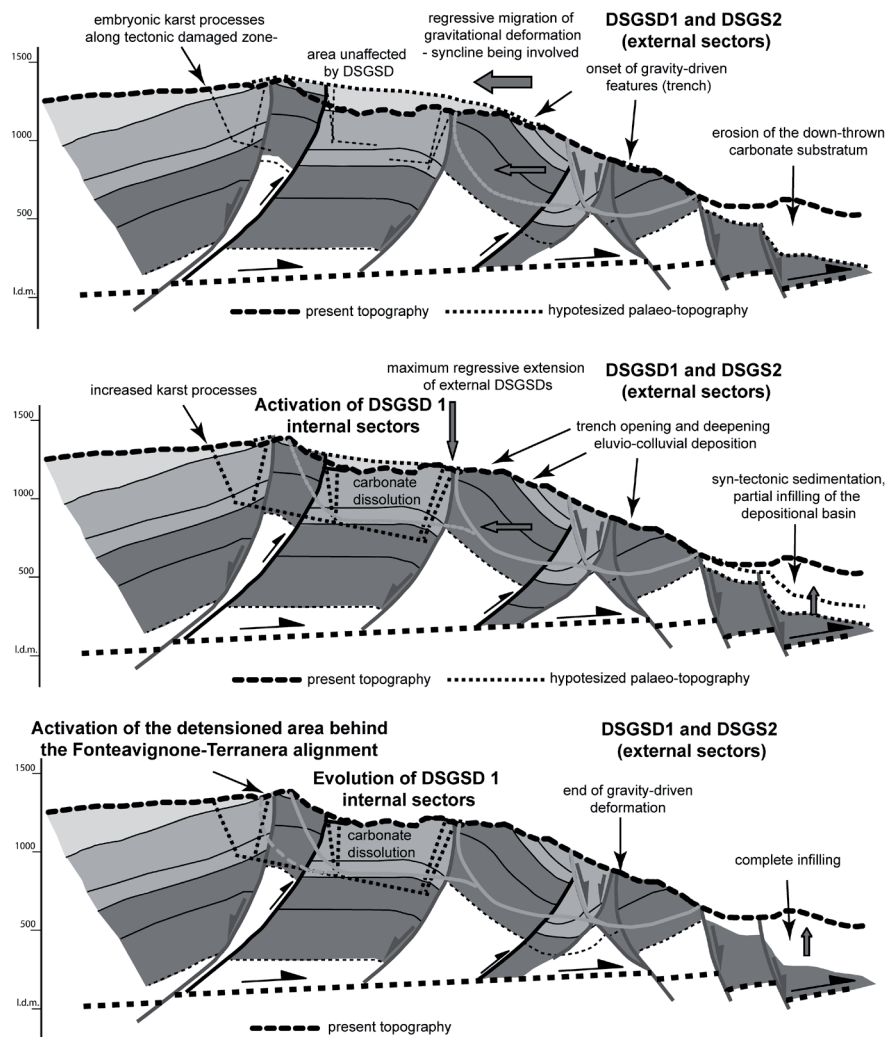 embryonic karst processes
along tectonic damaged zone-
area unaffected
by DSGSD
regressive migration of
gravitational deformation
- syncline being involved
DSGSD1 and DSGS2
(external sectors)
onset of gravity-driven
features (trench)
erosion of the down-thrown
carbonate substratum
1500
1000
500
l.d.m.
present topography
hypotesized palaeo-topography
increased karst processes
Activation of DSGSD 1
internal sectors
maximum regressive extension
of external DSGSDs
DSGSD1 and DSGS2
(external sectors)
trench opening and deepening
eluvio-colluvial deposition
syn-tectonic sedimentation,
partial infilling of the
depositional basin
carbonate
dissolution
1500
1000
500
l.d.m.
present topography
hypotesized palaeo-topography
Activation of the detensioned area behind
the Fonteavignone-Terranera alignment
Evolution of DSGSD 1
internal sectors
DSGSD1 and DSGS2
(external sectors)
end of gravity-driven
deformation
complete infilling
carbonate
dissolution
1500
1000
500
l.d.m.
present topography